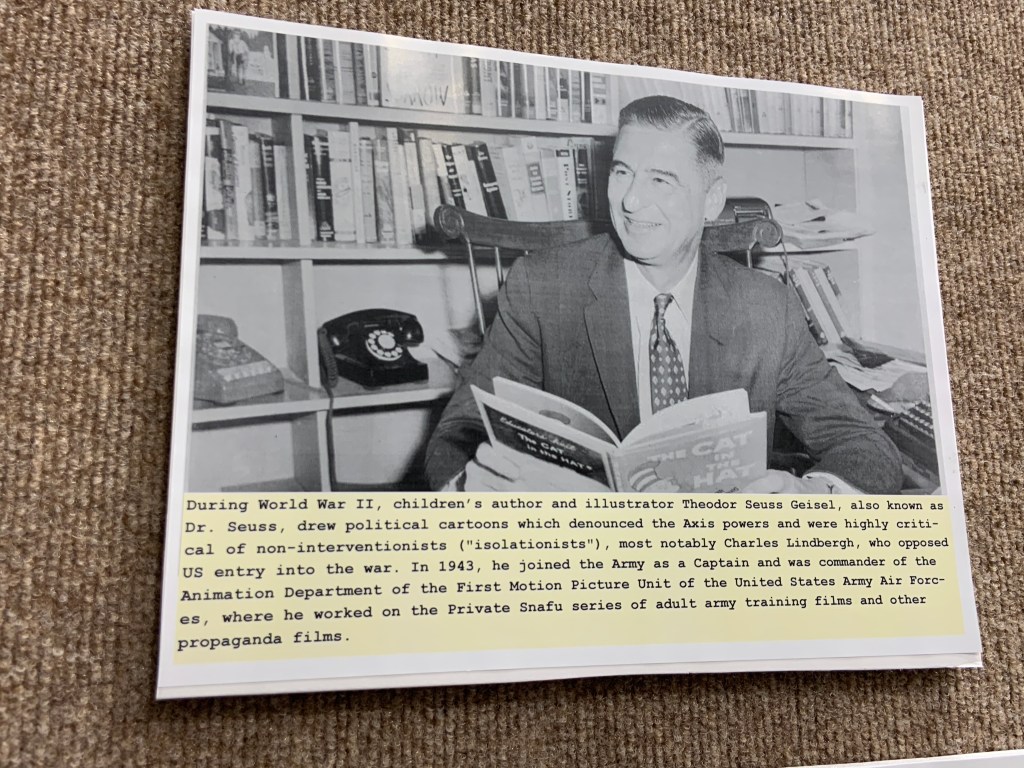 THE CAT
IN
THE
HAT
The CAT
in the HAT
During World War II, children's author and illustrator Theodor Seuss Geisel, also known as
Dr. Seuss, drew political cartoons which denounced the Axis powers and were highly criti-
cal of non-interventionists ("isolationists"), most notably Charles Lindbergh, who opposed
US entry into the war. In 1943, he joined the Army as a Captain and was commander of the
Animation Department of the First Motion Picture Unit of the United States Army Air Forc-
es, where he worked on the Private Snafu series of adult army training films and other
propaganda films.